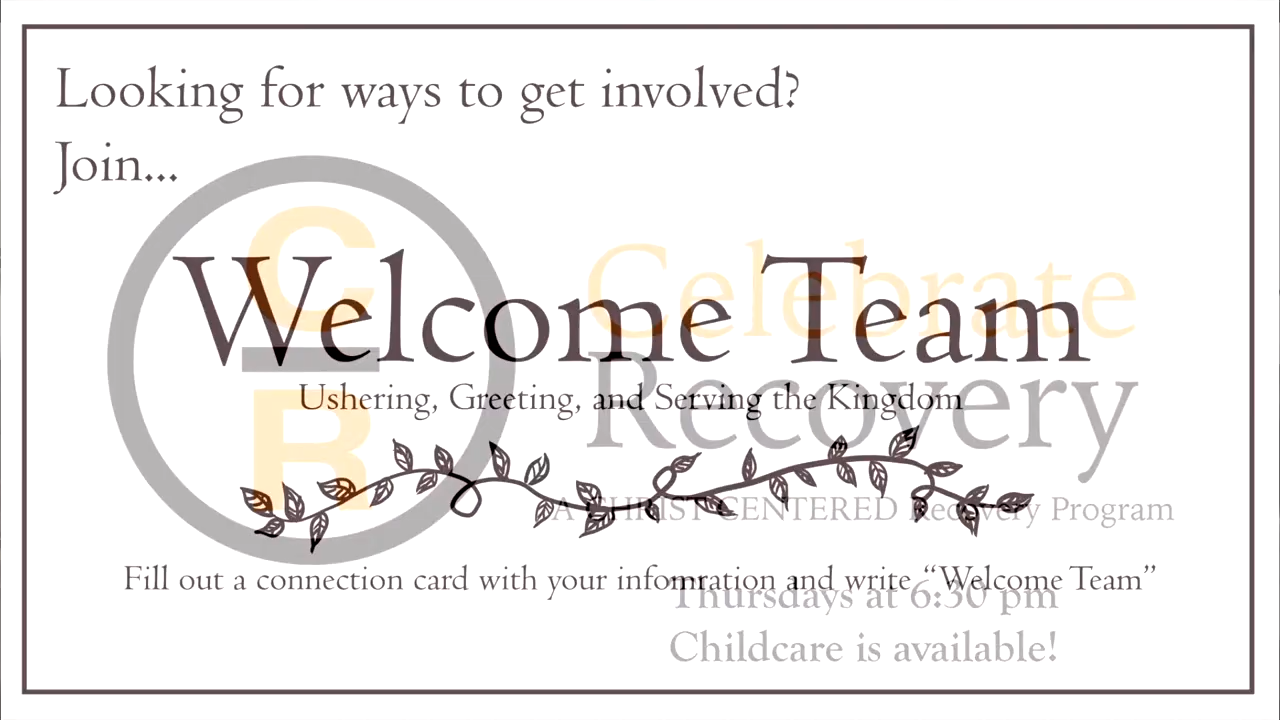 Looking for ways to get involved?
Join...
C
R
Celebrate
Recovery
Welcome Team
Ushering, Greeting, and Serving the Kingdom
A CHRIST CENTERED Recovery Program
Fill out a connection card with your infomration and write “Welcome Team”
Thursdays at 6:30 pm
Childcare is available!